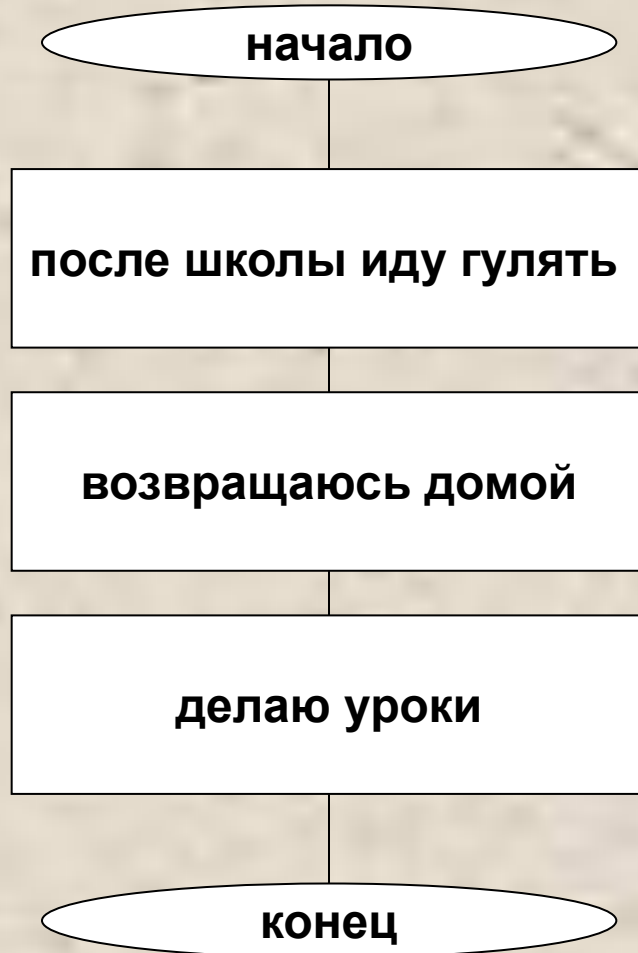 начало
после школы иду гулять
возвращаюсь домой
делаю уроки
конец